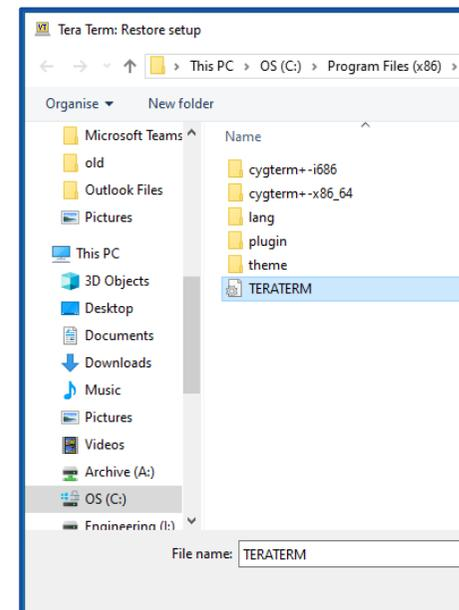 Tera Term: Restore setup
This PC > OS (C:) > Program Files (x86) >
Organise New folder
Microsoft Teams
old
Outlook Files
Pictures
This PC
3D Objects
Desktop
Documents
Downloads
Music
Pictures
Videos
Archive (A:)
OS (C:)
Engineering (I:)
Name
cygterm+-i686
cygterm+-x86_64
lang
plugin
theme
TERATERM
File name: TERATERM